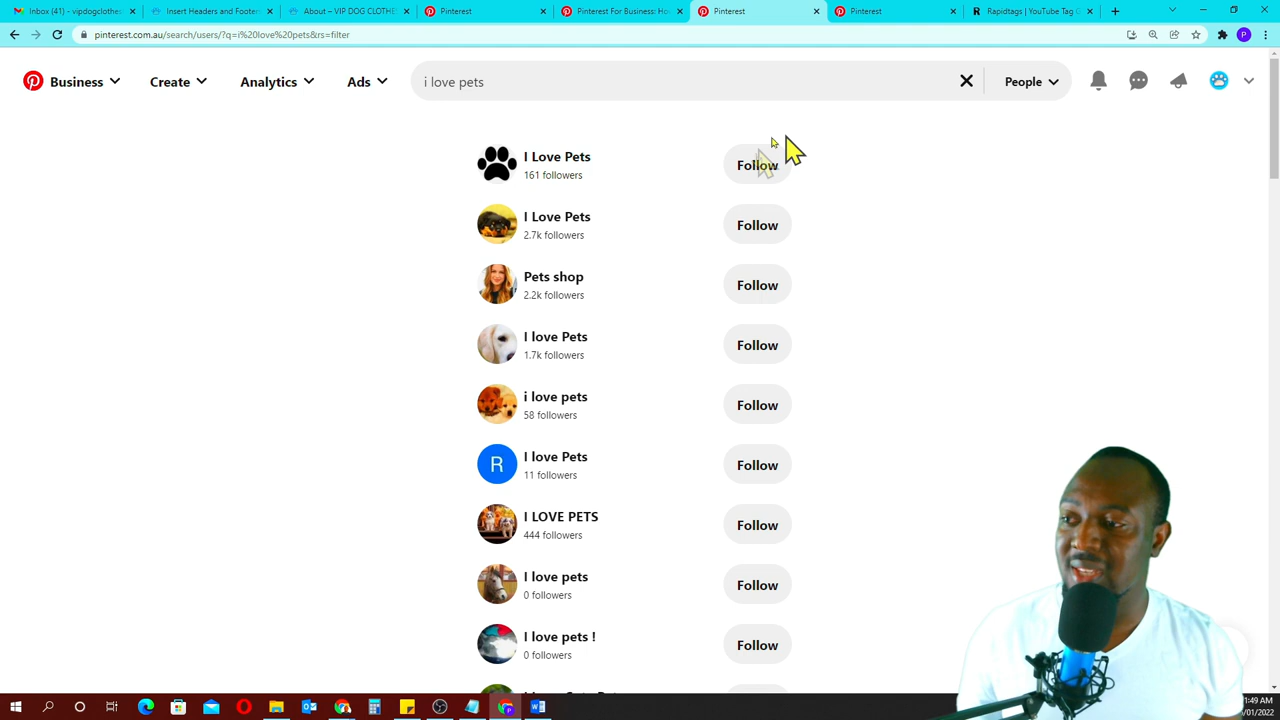 Inbox (41) - vipdogclothes
Insert Headers and Footers
About – VIP DOG CLOTHES
Pinterest
Pinterest For Business: Ho
Pinterest
Pinterest
Rapidtags | YouTube Tag G
pinterest.com.au/search/users/?q=i%20love%20pets&rs=filter
P
Business
Create
Analytics
Ads
i love pets
People
I Love Pets
161 followers
Follow
I Love Pets
2.7k followers
Follow
Pets shop
2.2k followers
Follow
I love Pets
1.7k followers
Follow
i love pets
58 followers
Follow
R
I love Pets
11 followers
Follow
I LOVE PETS
444 followers
Follow
I love pets
0 followers
Follow
I love pets !
0 followers
Follow
1:49 AM
/01/2022